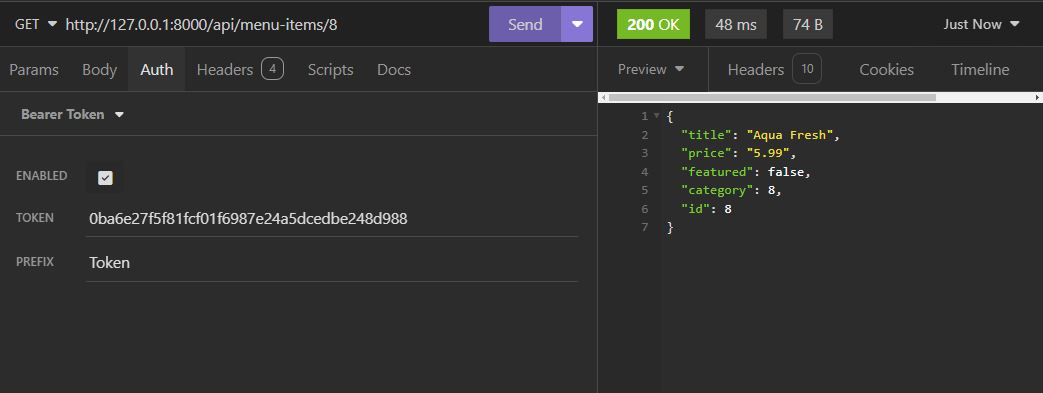 GET http://127.0.0.1:8000/api/menu-items/8 Send
Params Body Auth Headers 4 Scripts Docs
Bearer Token
ENABLED
TOKEN 0ba6e27f5f81fcf01f6987e24a5dcedbe248d988
PREFIX Token
200 OK 48 ms 74 B Just Now
Preview Headers 10 Cookies Timeline
1 {
2 "title": "Aqua Fresh",
3 "price": "5.99",
4 "featured": false,
5 "category": 8,
6 "id": 8
7 }